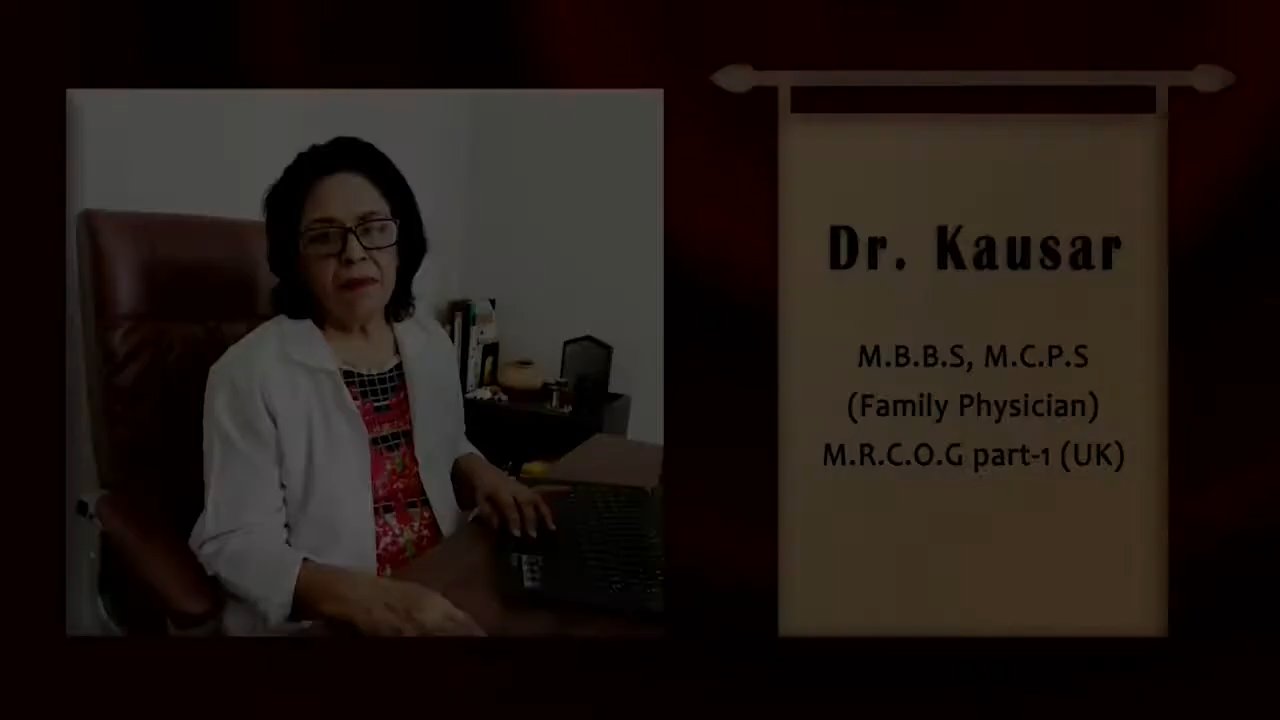 Dr. Kausar
M.B.B.S, M.C.P.S
(Family Physician)
M.R.C.O.G part-1 (UK)